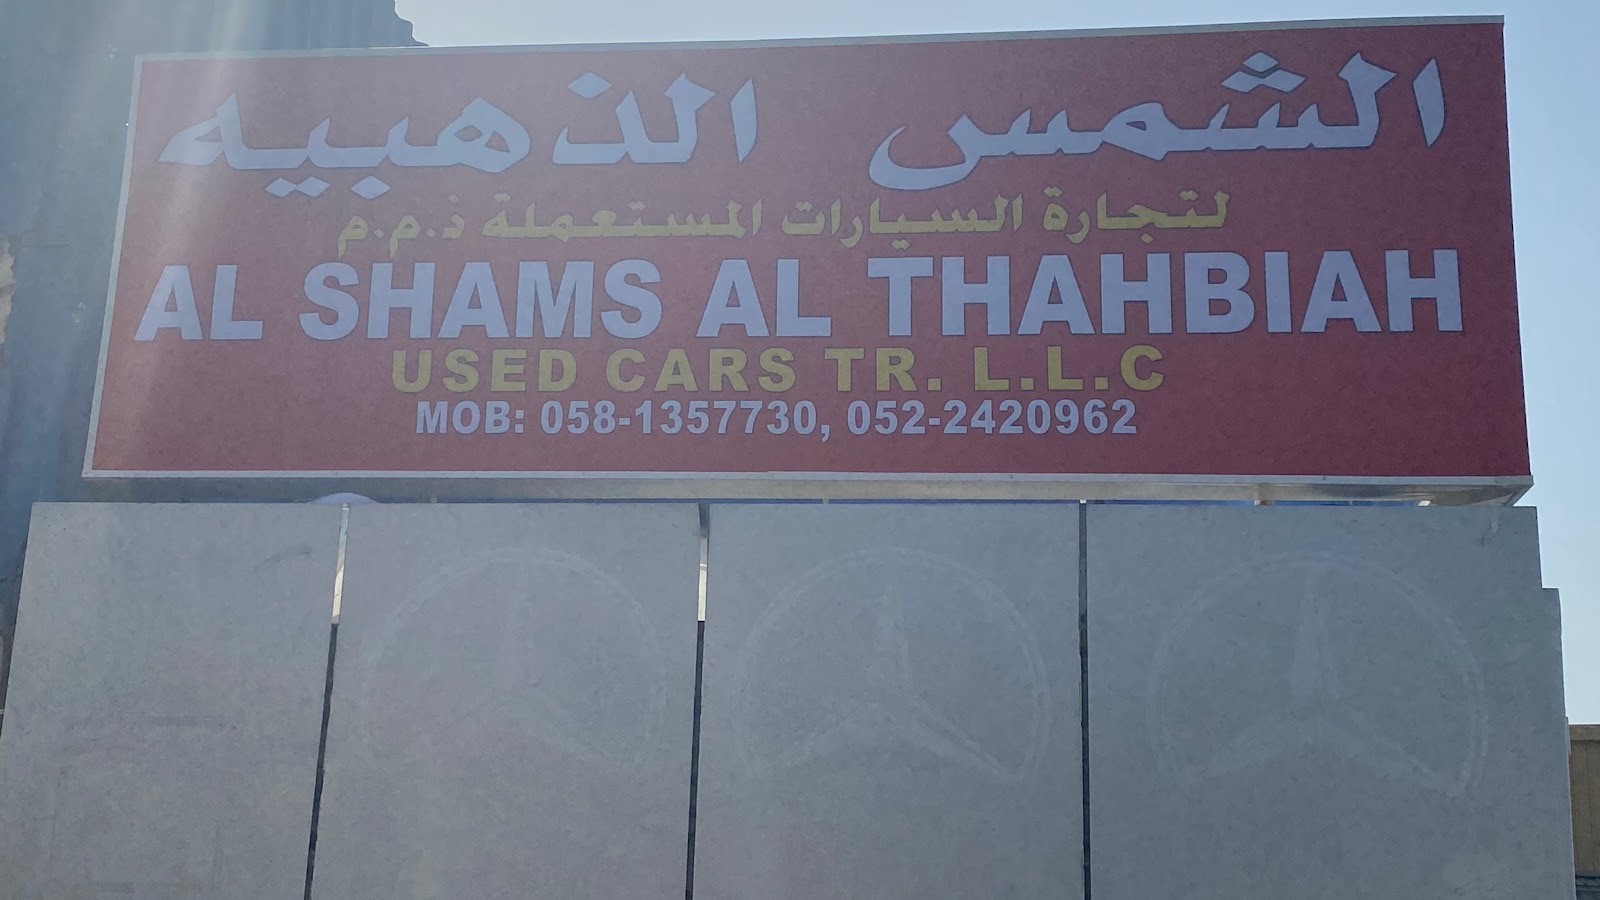 الشمس الذهبيه
لتجارة السيارات المستعملة ذ.م.م
AL SHAMS AL THAHBIAH
USED CARS TR. L.L.C
MOB: 058-1357730, 052-2420962